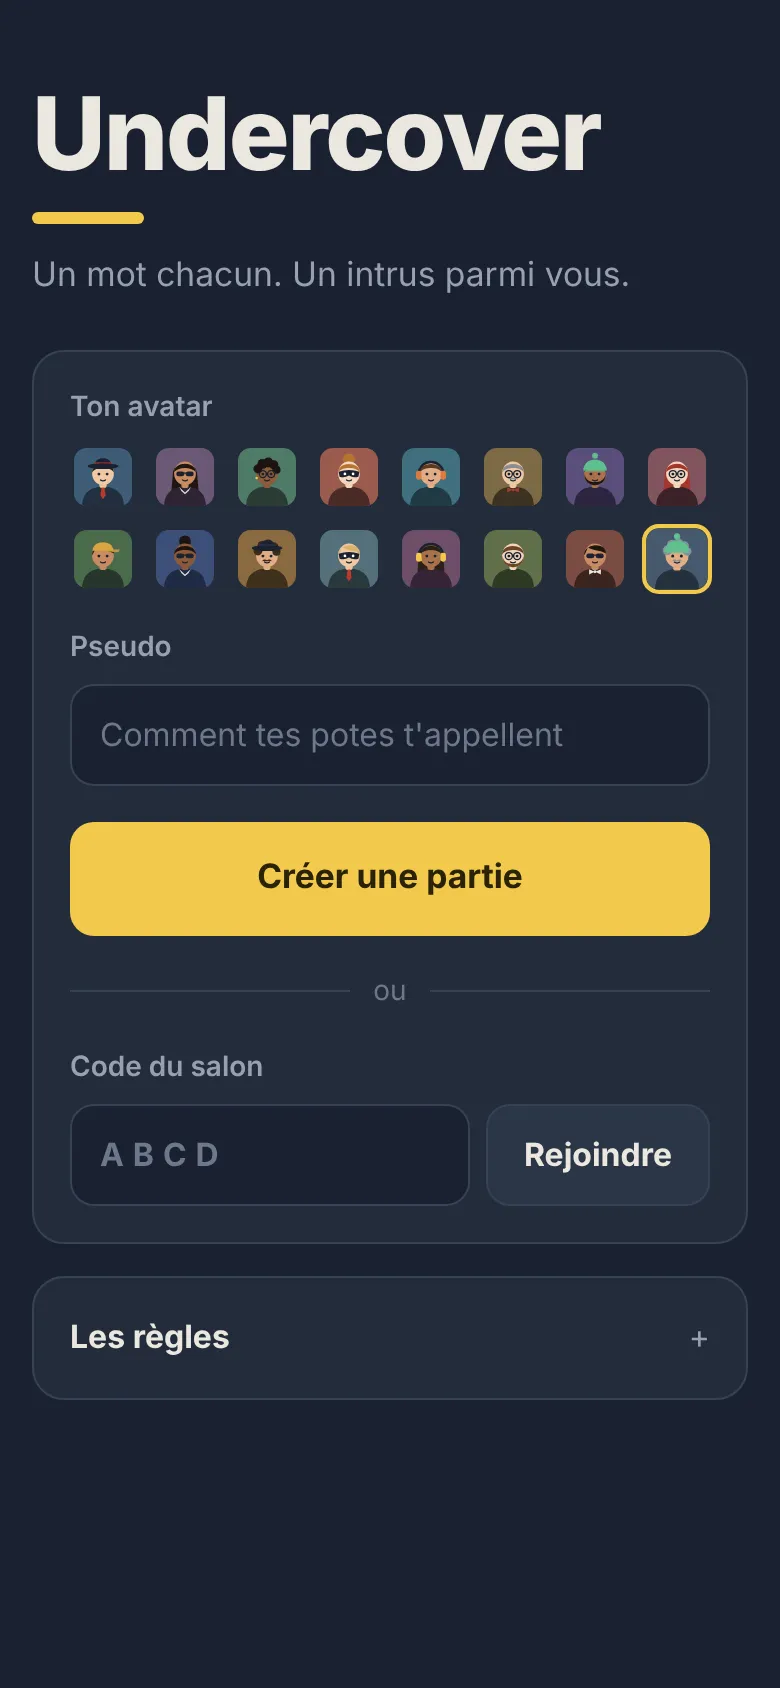 Undercover
Un mot chacun. Un intrus parmi vous.
Ton avatar
Pseudo
Comment tes potes t'appellent
Créer une partie
ou
Code du salon
A B C D
Rejoindre
Les règles
+